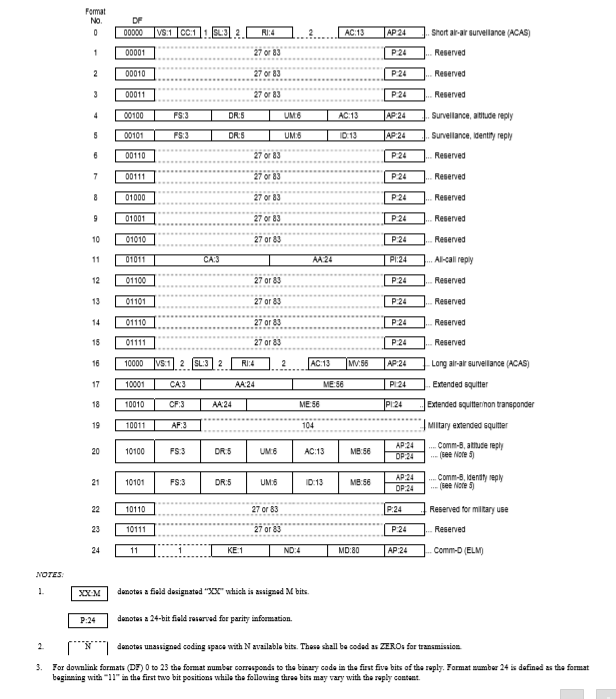 Format
No. DF
0 00000 VS:1 CC:1 1 SL:3 2 RI:4 2 AC:13 AP:24 .. Short air-air surveillance (ACAS)
1 00001 27 or 83 P:24 ... Reserved
2 00010 27 or 83 P:24 ... Reserved
3 00011 27 or 83 P:24 ... Reserved
4 00100 FS:3 DR:5 UM:6 AC:13 AP:24 .. Surveillance, altitude reply
5 00101 FS:3 DR:5 UM:6 ID:13 AP:24 .. Surveillance, identify reply
6 00110 27 or 83 P:24 ... Reserved
7 00111 27 or 83 P:24 ... Reserved
8 01000 27 or 83 P:24 ... Reserved
9 01001 27 or 83 P:24 ... Reserved
10 01010 27 or 83 P:24 ... Reserved
11 01011 CA:3 AA:24 PI:24 ... All-call reply
12 01100 27 or 83 P:24 ... Reserved
13 01101 27 or 83 P:24 ... Reserved
14 01110 27 or 83 P:24 ... Reserved
15 01111 27 or 83 P:24 ... Reserved
16 10000 VS:1 2 SL:3 2 RI:4 2 AC:13 MV:56 AP:24 .. Long air-air surveillance (ACAS)
17 10001 CA:3 AA:24 ME:56 PI:24 .. Extended squitter
18 10010 CF:3 AA:24 ME:56 PI:24 Extended squitter/non transponder
19 10011 AF:3 104 Military extended squitter
20 10100 FS:3 DR:5 UM:6 AC:13 MB:56 AP:24 .... Comm-B, altitude reply
DP:24 .... (see Note 5)
21 10101 FS:3 DR:5 UM:6 ID:13 MB:56 AP:24 .... Comm-B, identify reply
DP:24 .... (see Note 5)
22 10110 27 or 83 P:24 .. Reserved for military use
23 10111 27 or 83 P:24 ... Reserved
24 11 1 KE:1 ND:4 MD:80 AP:24 .. Comm-D (ELM)
NOTES:
1. XX:M denotes a field designated "XX" which is assigned M bits.
P:24 denotes a 24-bit field reserved for parity information.
2. N denotes unassigned coding space with N available bits. These shall be coded as ZEROs for transmission.
3. For downlink formats (DF) 0 to 23 the format number corresponds to the binary code in the first five bits of the reply. Format number 24 is defined as the format
beginning with "11" in the first two bit positions while the following three bits may vary with the reply content.